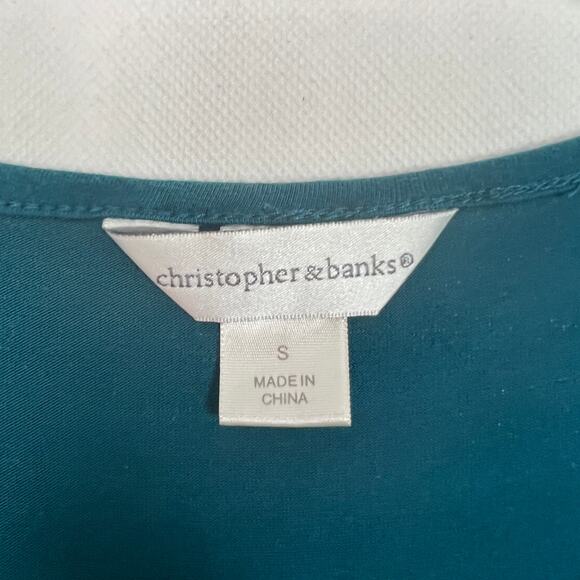 christopher & banks®
S
MADE IN
CHINA